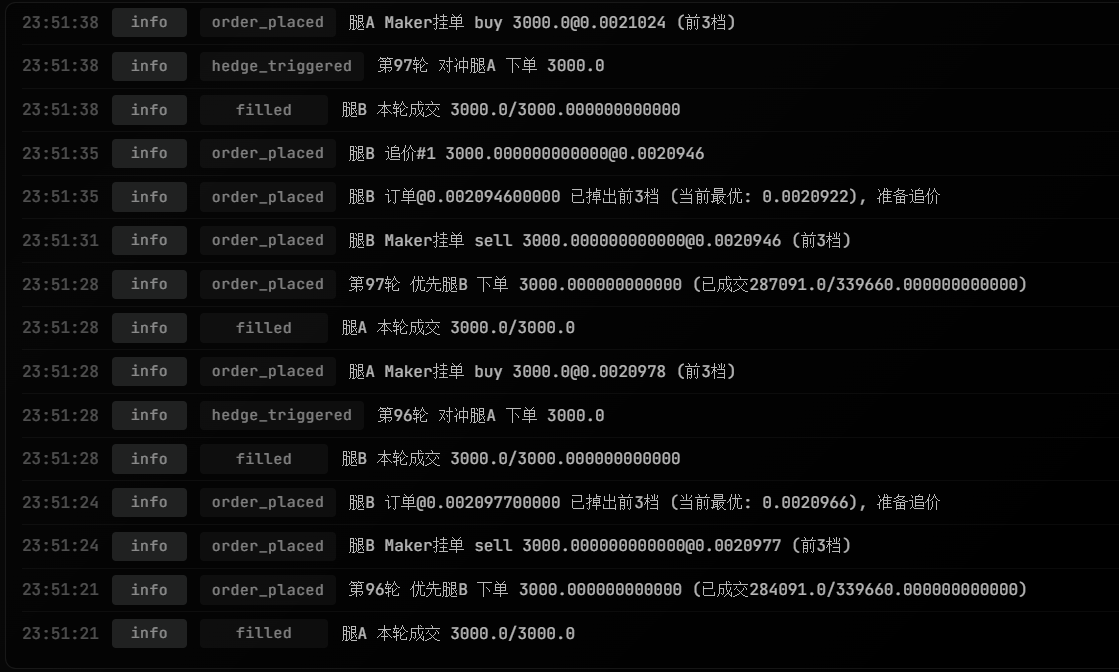 23:51:38 info order_placed 腿A Maker挂单 buy 3000.0@0.0021024 (前3档)
23:51:38 info hedge_triggered 第97轮 对冲腿A 下单 3000.0
23:51:38 info filled 腿B 本轮成交 3000.0/3000.000000000000
23:51:35 info order_placed 腿B 追价#1 3000.00000000000@0.0020946
23:51:35 info order_placed 腿B 订单@0.002094600000 已掉出前3档 (当前最优: 0.0020922), 准备追价
23:51:31 info order_placed 腿B Maker挂单 sell 3000.000000000000@0.0020946 (前3档)
23:51:28 info order_placed 第97轮 优先腿B 下单 3000.000000000000 (已成交287091.0/339660.000000000000)
23:51:28 info filled 腿A 本轮成交 3000.0/3000.0
23:51:28 info order_placed 腿A Maker挂单 buy 3000.0@0.0020978 (前3档)
23:51:28 info hedge_triggered 第96轮 对冲腿A 下单 3000.0
23:51:28 info filled 腿B 本轮成交 3000.0/3000.000000000000
23:51:24 info order_placed 腿B 订单@0.002097700000 已掉出前3档 (当前最优: 0.0020966), 准备追价
23:51:24 info order_placed 腿B Maker挂单 sell 3000.000000000000@0.0020977 (前3档)
23:51:21 info order_placed 第96轮 优先腿B 下单 3000.000000000000 (已成交284091.0/339660.000000000000)
23:51:21 info filled 腿A 本轮成交 3000.0/3000.0